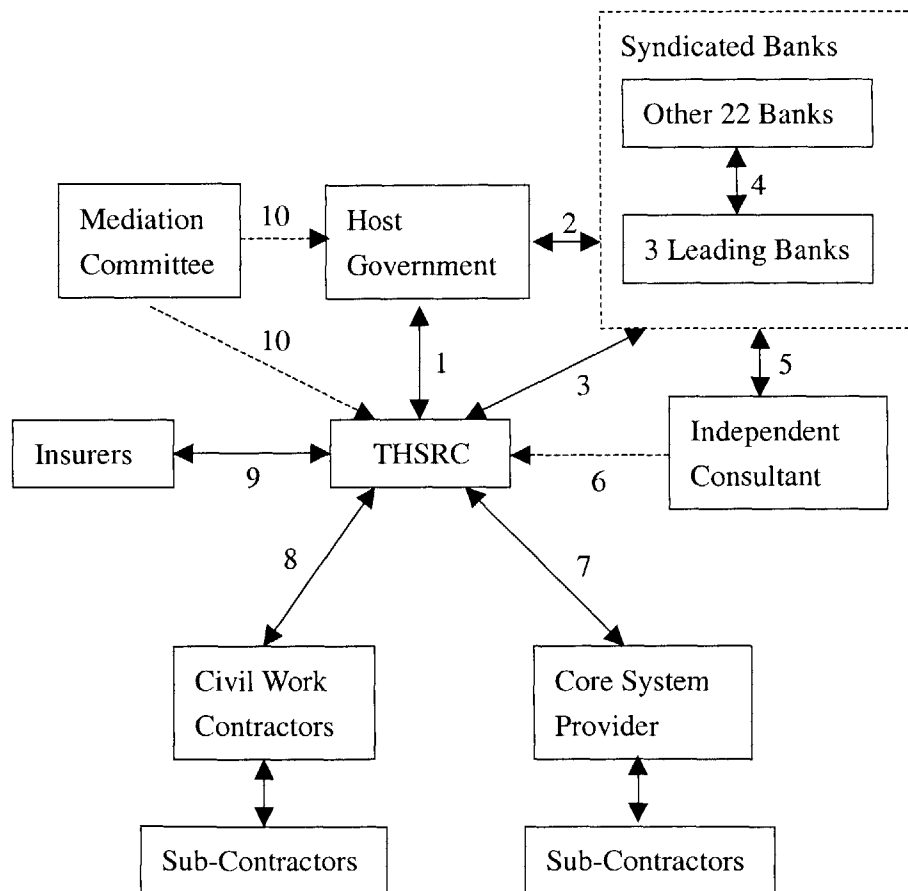 Syndicated Banks
Other 22 Banks
4
3 Leading Banks
Mediation
Committee
10
Host
Government
2
10
1
3
5
Insurers
9
THSRC
6
Independent
Consultant
8
7
Civil Work
Contractors
Core System
Provider
Sub-Contractors
Sub-Contractors